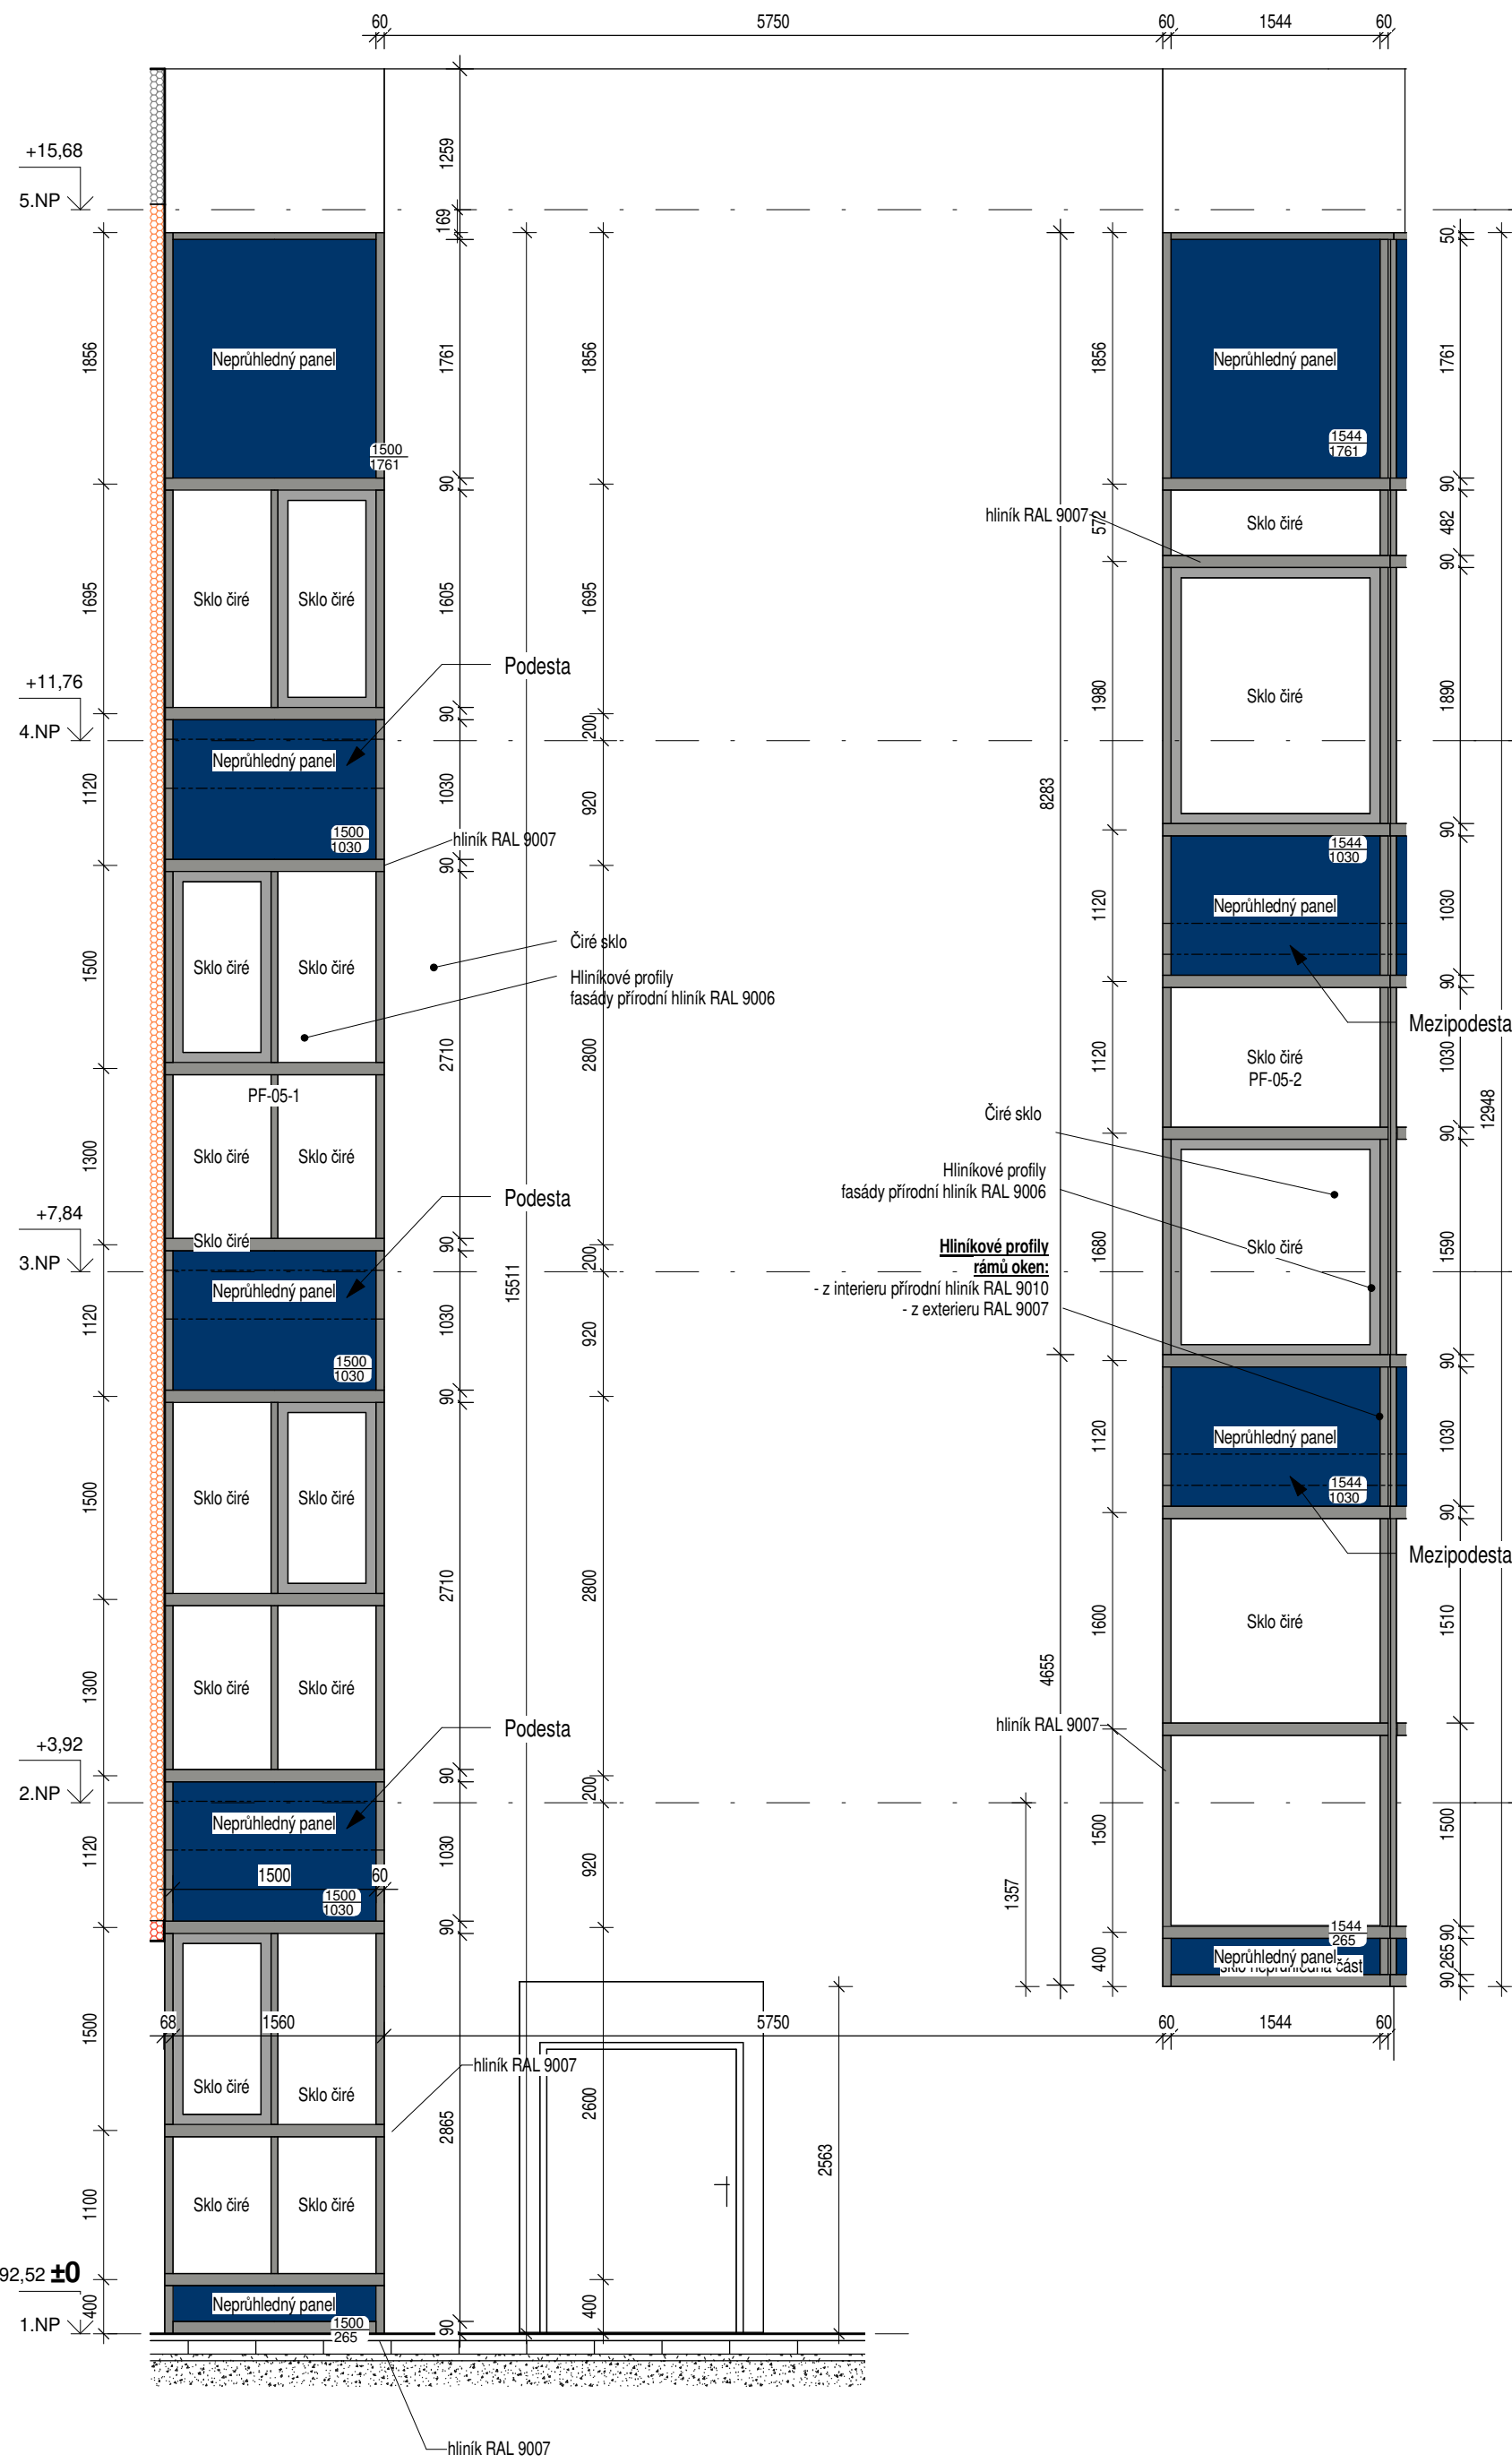 60
5750
60
1544
60
+15,68
5.NP
1259
169
50
1856
Neprůhledný panel
1761
1856
1856
Neprůhledný panel
1761
1500
1761
1544
1761
90
90
hliník RAL 9007
572
Sklo čiré
482
90
1695
Sklo čiré
Sklo čiré
1605
1695
Podesta
+11,76
4.NP
90
200
1980
Sklo čiré
1890
Neprůhledný panel
1120
1030
920
8283
1500
1030
hliník RAL 9007
90
90
1544
1030
1120
Neprůhledný panel
1030
1500
Sklo čiré
Sklo čiré
Čiré sklo
Hliníkové profily
fasády přírodní hliník RAL 9006
90
Mezipodesta
2710
2800
1120
Sklo čiré
PF-05-2
1030
PF-05-1
12948
1300
Sklo čiré
Sklo čiré
Čiré sklo
90
Hliníkové profily
fasády přírodní hliník RAL 9006
Podesta
+7,84
3.NP
Sklo čiré
90
200
Hliníkové profily
rámů oken:
- z interieru přírodní hliník RAL 9010
- z exterieru RAL 9007
1680
Sklo čiré
1590
15511
1120
Neprůhledný panel
1030
920
1500
1030
90
90
1120
Neprůhledný panel
1030
1500
Sklo čiré
Sklo čiré
1544
1030
90
Mezipodesta
2710
2800
1600
Sklo čiré
1510
1300
Sklo čiré
Sklo čiré
4655
hliník RAL 9007
Podesta
+3,92
2.NP
90
200
1120
Neprůhledný panel
1030
920
1500
1500
1500
60
1500
1030
1357
90
1544
265
90
400
Neprůhledný panel
265
90
68
1560
5750
60
1544
60
1500
Sklo čiré
Sklo čiré
hliník RAL 9007
2865
2600
2563
1100
Sklo čiré
Sklo čiré
92,52 ±0
1.NP
400
Neprůhledný panel
1500
265
90
400
hliník RAL 9007